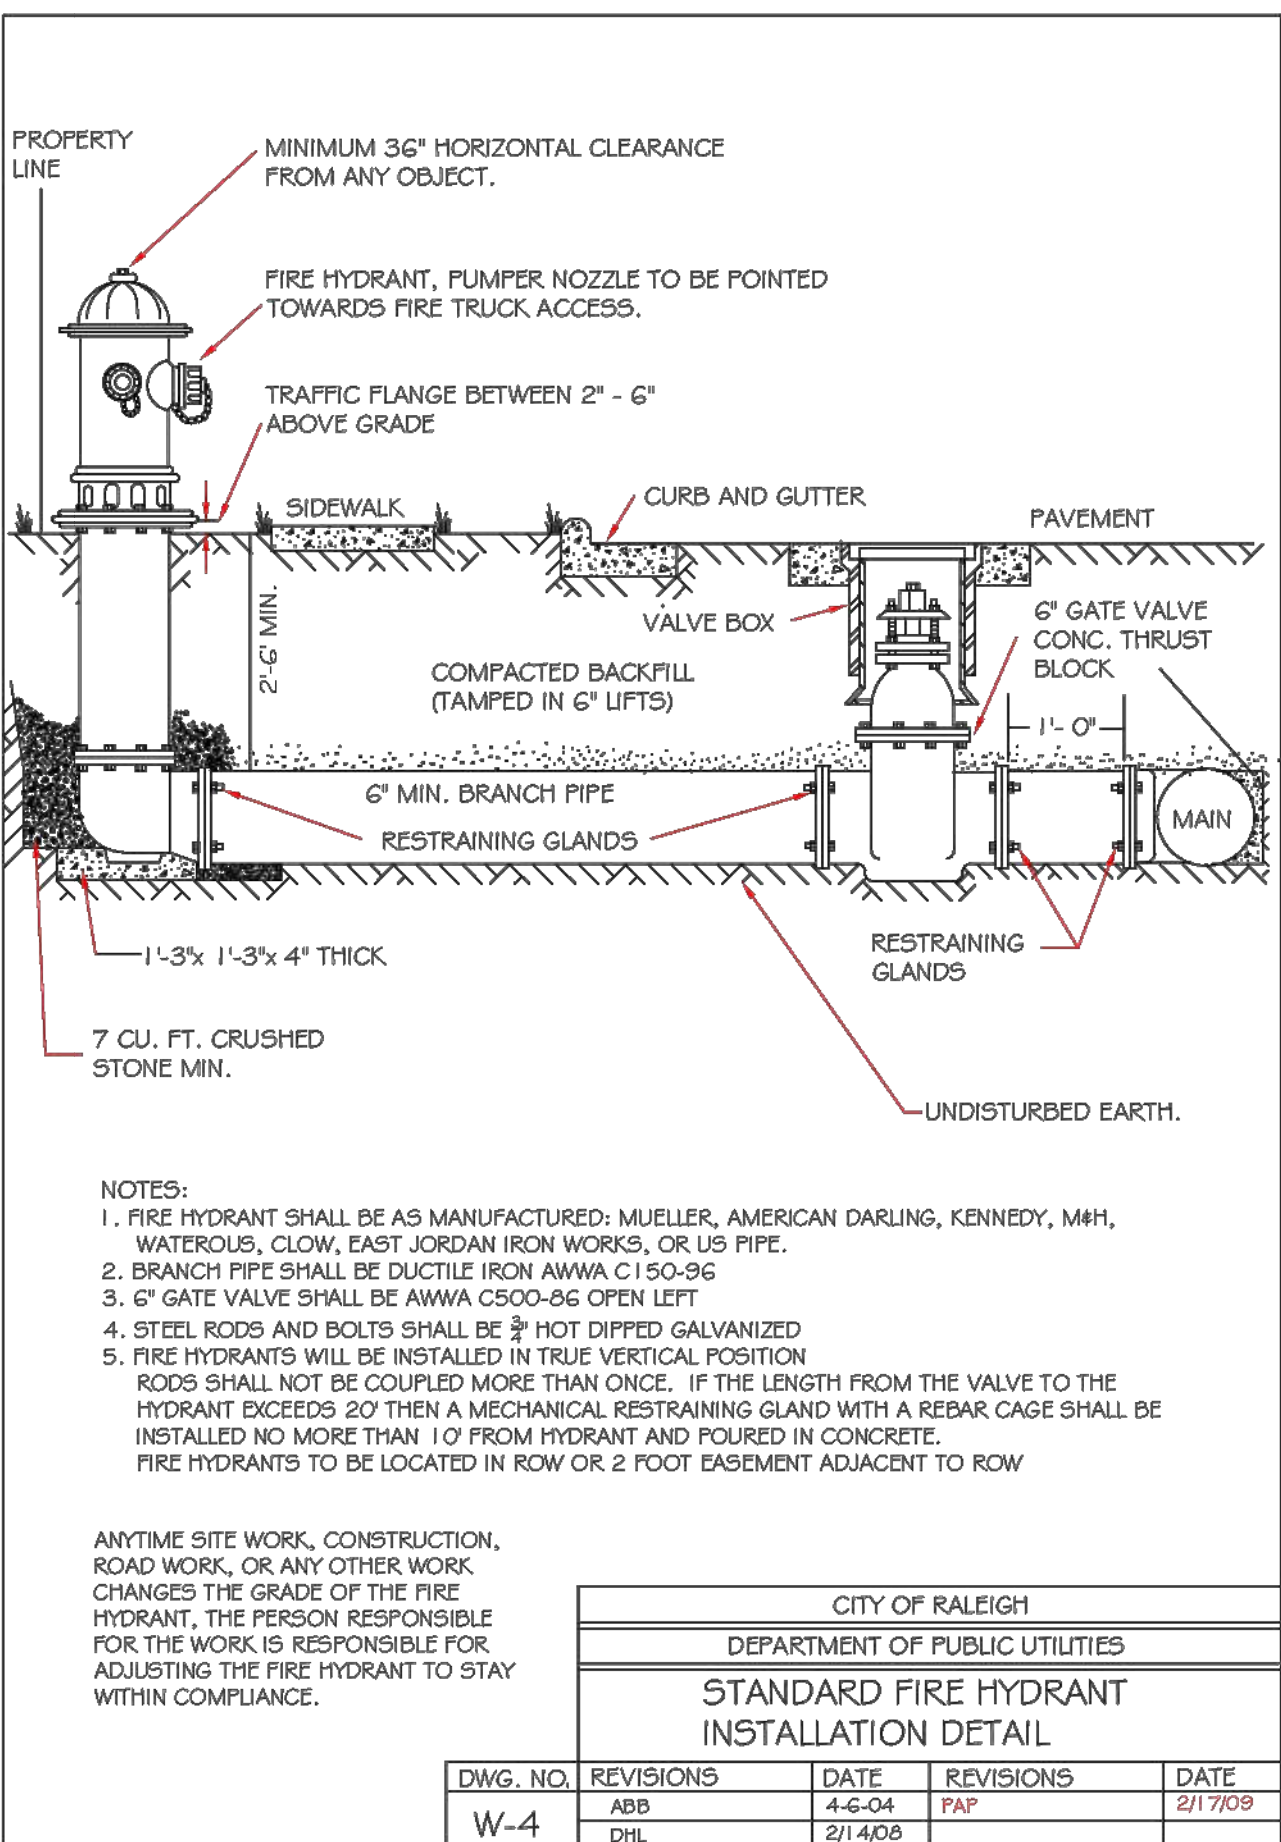 PROPERTY
LINE
MINIMUM 36" HORIZONTAL CLEARANCE
FROM ANY OBJECT.
FIRE HYDRANT, PUMPER NOZZLE TO BE POINTED
TOWARDS FIRE TRUCK ACCESS.
TRAFFIC FLANGE BETWEEN 2" - 6"
ABOVE GRADE
SIDEWALK
CURB AND GUTTER
PAVEMENT
2'-6' MIN.
VALVE BOX
6" GATE VALVE
CONC. THRUST
BLOCK
COMPACTED BACKFILL
(TAMPED IN 6" LIFTS)
1'- 0"
6" MIN. BRANCH PIPE
RESTRAINING GLANDS
MAIN
RESTRAINING
GLANDS
1'-3"x 1'-3"x 4" THICK
7 CU. FT. CRUSHED
STONE MIN.
UNDISTURBED EARTH.
NOTES:
1. FIRE HYDRANT SHALL BE AS MANUFACTURED: MUELLER, AMERICAN DARLING, KENNEDY, M&H,
WATEROUS, CLOW, EAST JORDAN IRON WORKS, OR US PIPE.
2. BRANCH PIPE SHALL BE DUCTILE IRON AWWA C150-96
3. 6" GATE VALVE SHALL BE AWWA C500-86 OPEN LEFT
4. STEEL RODS AND BOLTS SHALL BE 3/4" HOT DIPPED GALVANIZED
5. FIRE HYDRANTS WILL BE INSTALLED IN TRUE VERTICAL POSITION
RODS SHALL NOT BE COUPLED MORE THAN ONCE. IF THE LENGTH FROM THE VALVE TO THE
HYDRANT EXCEEDS 20' THEN A MECHANICAL RESTRAINING GLAND WITH A REBAR CAGE SHALL BE
INSTALLED NO MORE THAN 10' FROM HYDRANT AND POURED IN CONCRETE.
FIRE HYDRANTS TO BE LOCATED IN ROW OR 2 FOOT EASEMENT ADJACENT TO ROW
ANYTIME SITE WORK, CONSTRUCTION,
ROAD WORK, OR ANY OTHER WORK
CHANGES THE GRADE OF THE FIRE
HYDRANT, THE PERSON RESPONSIBLE
FOR THE WORK IS RESPONSIBLE FOR
ADJUSTING THE FIRE HYDRANT TO STAY
WITHIN COMPLIANCE.
CITY OF RALEIGH
DEPARTMENT OF PUBLIC UTILITIES
STANDARD FIRE HYDRANT
INSTALLATION DETAIL
DWG. NO. REVISIONS DATE REVISIONS DATE
W-4 ABB 4-6-04 PAP 2/17/09
DHL 2/14/08